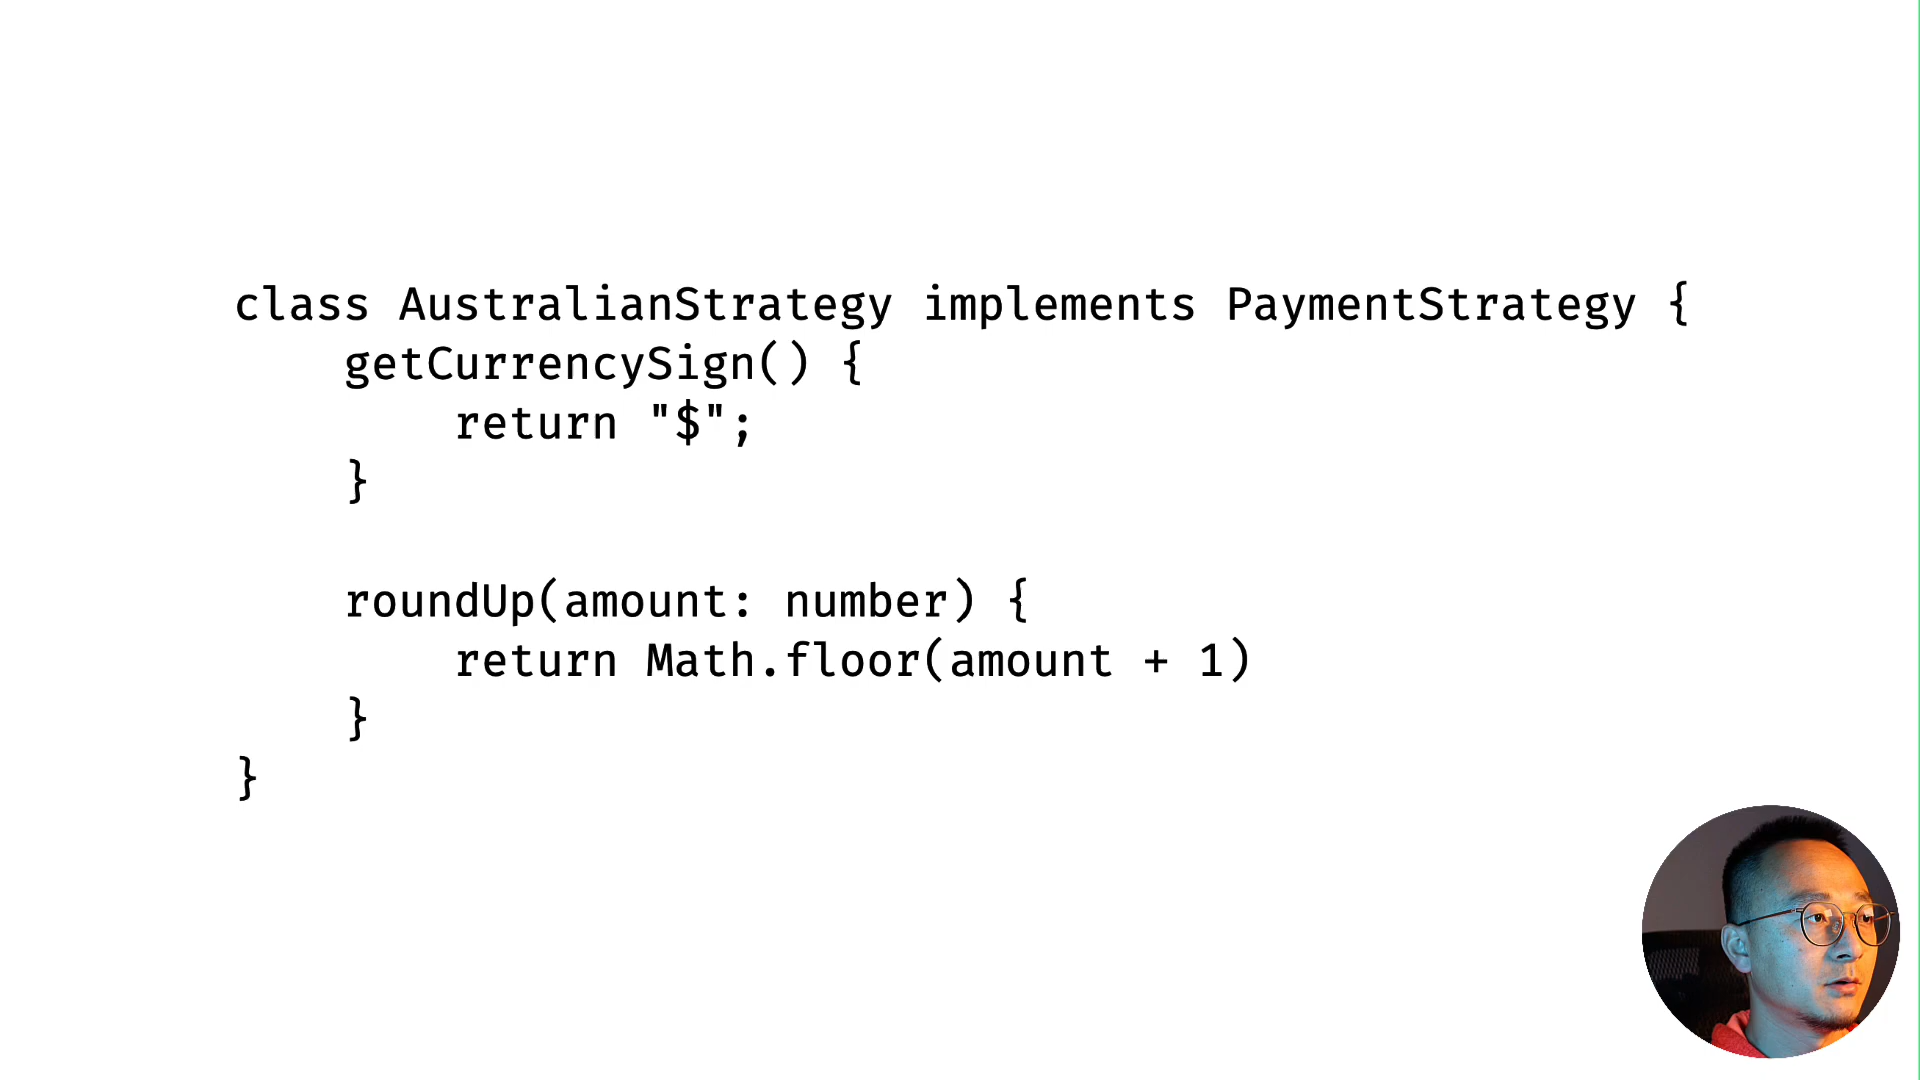 class AustralianStrategy implements PaymentStrategy {
getCurrencySign() {
return "$";
}
roundUp(amount: number) {
return Math.floor(amount + 1)
}
}